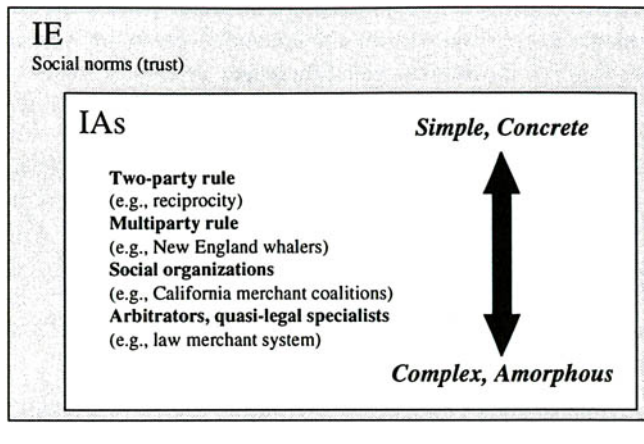 IE
Social norms (trust)
IAs
Simple, Concrete
Two-party rule
(e.g., reciprocity)
Multiparty rule
(e.g., New England whalers)
Social organizations
(e.g., California merchant coalitions)
Arbitrators, quasi-legal specialists
(e.g., law merchant system)
Complex, Amorphous